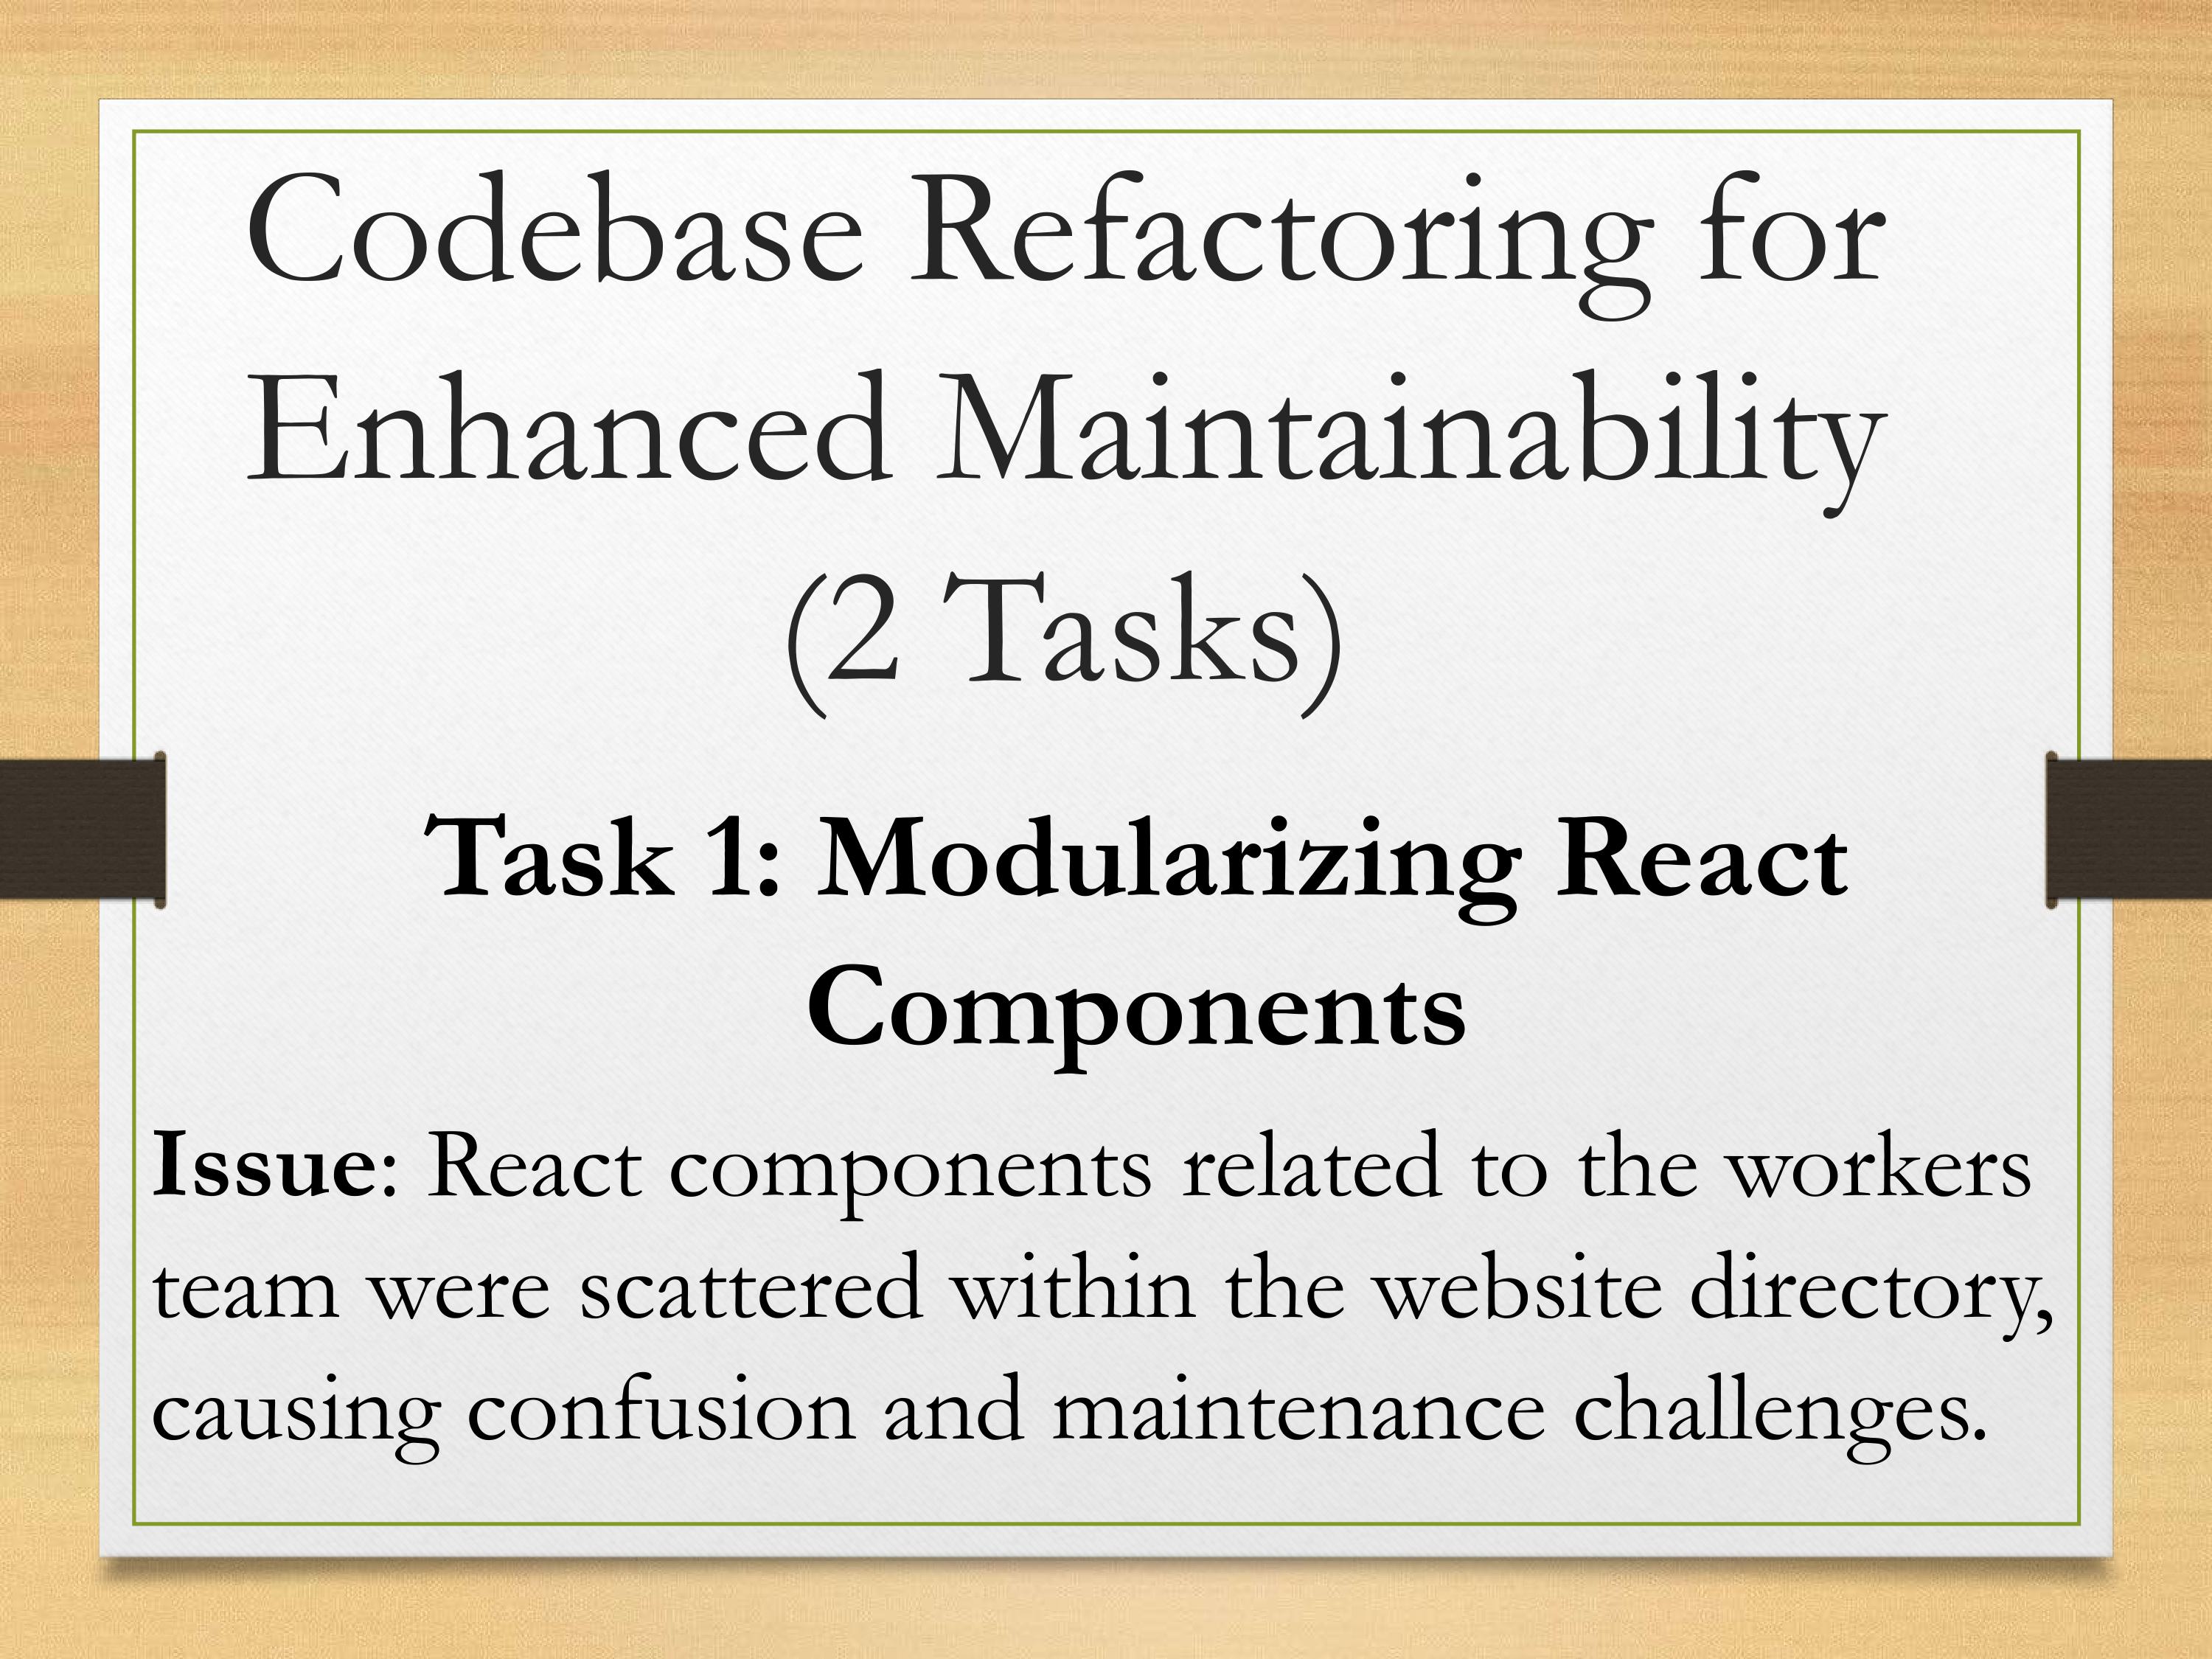 Codebase Refactoring for
Enhanced Maintainability
(2 Tasks)
Task 1: Modularizing React
Components
Issue: React components related to the workers
team were scattered within the website directory,
causing confusion and maintenance challenges.